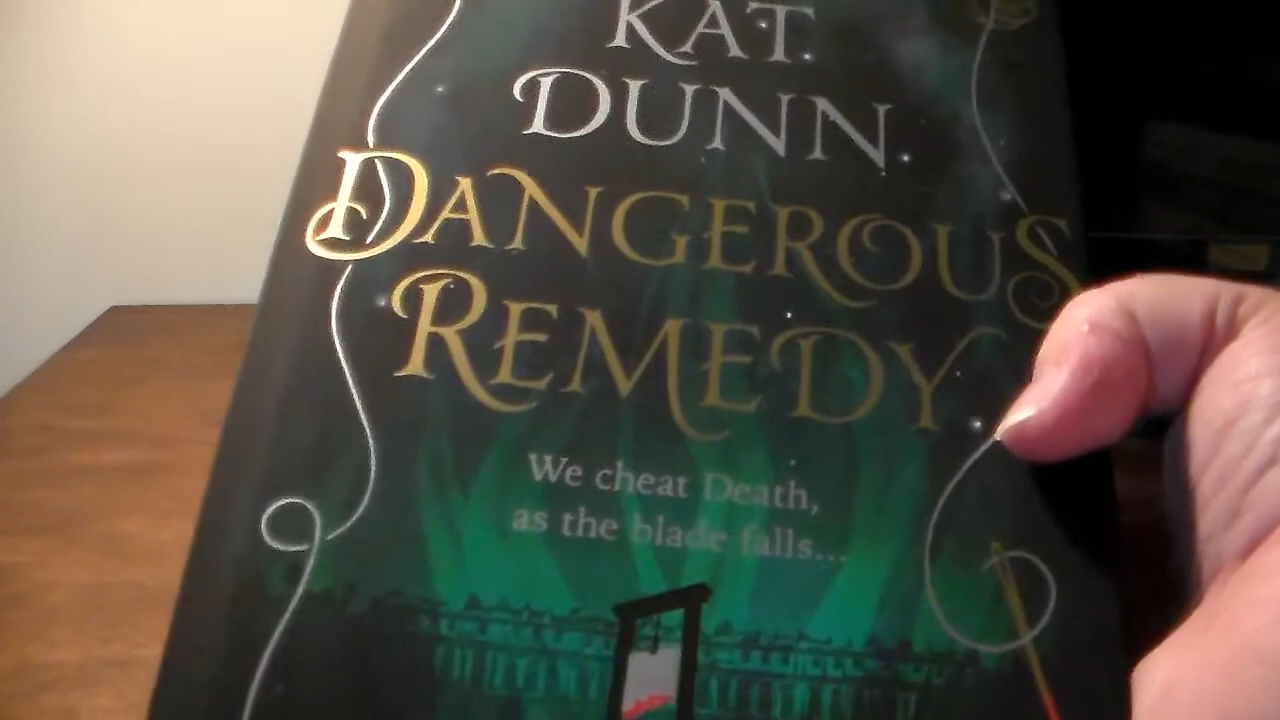 KAT
DUNN
DANGEROUS
REMEDY
We cheat Death,
as the blade falls...